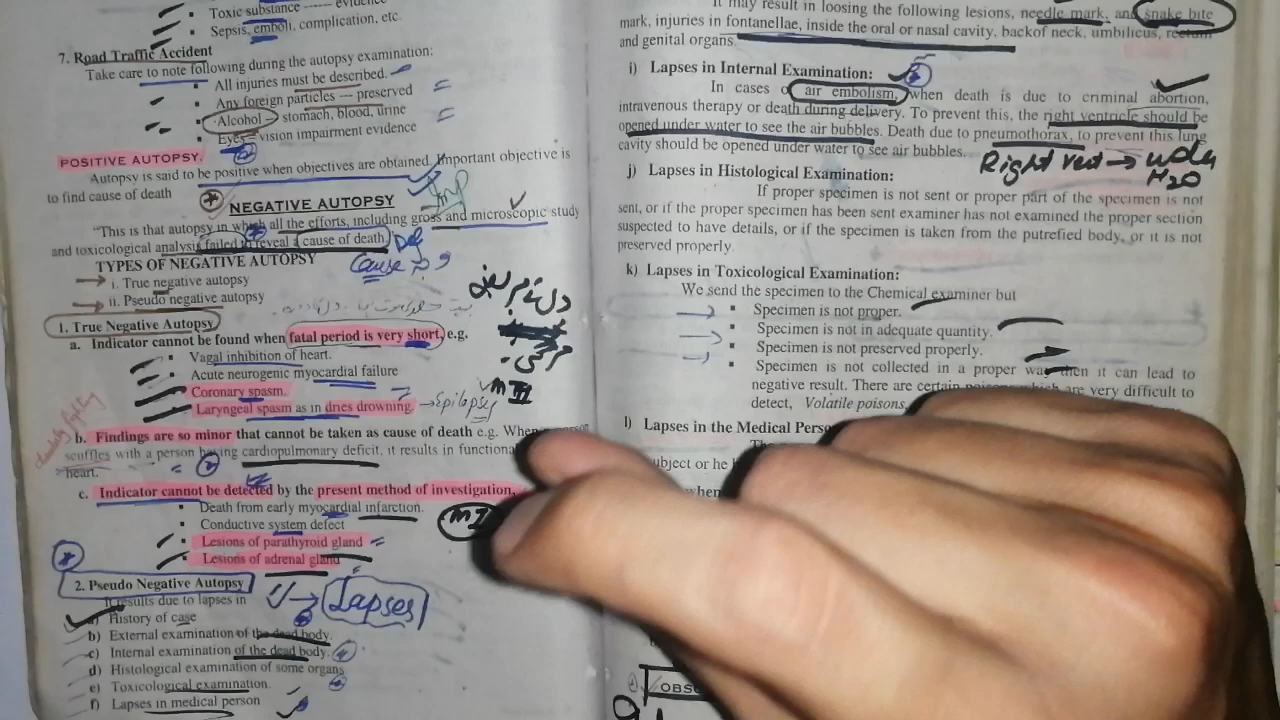 Toxic substance ------ evidence
Sepsis, emboli, complication, etc.
7. Road Traffic Accident
Take care to note following during the autopsy examination:
All injuries must be described.
Any foreign particles --- preserved
Alcohol - stomach, blood, urine
Eyes - vision impairment evidence
POSITIVE AUTOPSY.
Autopsy is said to be positive when objectives are obtained. Important objective is
to find cause of death
Imp
NEGATIVE AUTOPSY
"This is that autopsy in which all the efforts, including gross and microscopic study
and toxicological analysis failed to reveal a cause of death
TYPES OF NEGATIVE AUTOPSY
Cause
i. True negative autopsy
ii. Pseudo negative autopsy
1. True Negative Autopsy
a. Indicator cannot be found when fatal period is very short, e.g.
Vagal inhibition of heart.
Acute neurogenic myocardial failure
Coronary spasm.
Laryngeal spasm as in dries drowning. → Epilepsy
b. Findings are so minor that cannot be taken as cause of death e.g. When person
scuffles with a person having cardiopulmonary deficit, it results in functional
heart.
c. Indicator cannot be detected by the present method of investigation,
Death from early myocardial infarction.
Conductive system defect
Lesions of parathyroid gland
Lesions of adrenal gland
2. Pseudo Negative Autopsy
It results due to lapses in
Lapses
a) History of case
b) External examination of the dead body.
c) Internal examination of the dead body.
d) Histological examination of some organs
e) Toxicological examination.
f) Lapses in medical person
It may result in loosing the following lesions, needle mark, and snake bite
mark, injuries in fontanellae, inside the oral or nasal cavity, back of neck, umbilicus, rectum
and genital organs.
i) Lapses in Internal Examination:
In cases of air embolism, when death is due to criminal abortion,
intravenous therapy or death during delivery. To prevent this, the right ventricle should be
opened under water to see the air bubbles. Death due to pneumothorax, to prevent this lung
cavity should be opened under water to see air bubbles.
Right vent → under
H2O
j) Lapses in Histological Examination:
If proper specimen is not sent or proper part of the specimen is not
sent, or if the proper specimen has been sent examiner has not examined the proper section
suspected to have details, or if the specimen is taken from the putrefied body, or it is not
preserved properly.
k) Lapses in Toxicological Examination:
We send the specimen to the Chemical examiner but
Specimen is not proper.
Specimen is not in adequate quantity.
Specimen is not preserved properly.
Specimen is not collected in a proper way then it can lead to
negative result. There are certain poisons which are very difficult to
detect, Volatile poisons,
l) Lapses in the Medical Perso
The
ubject or he
when
OBS